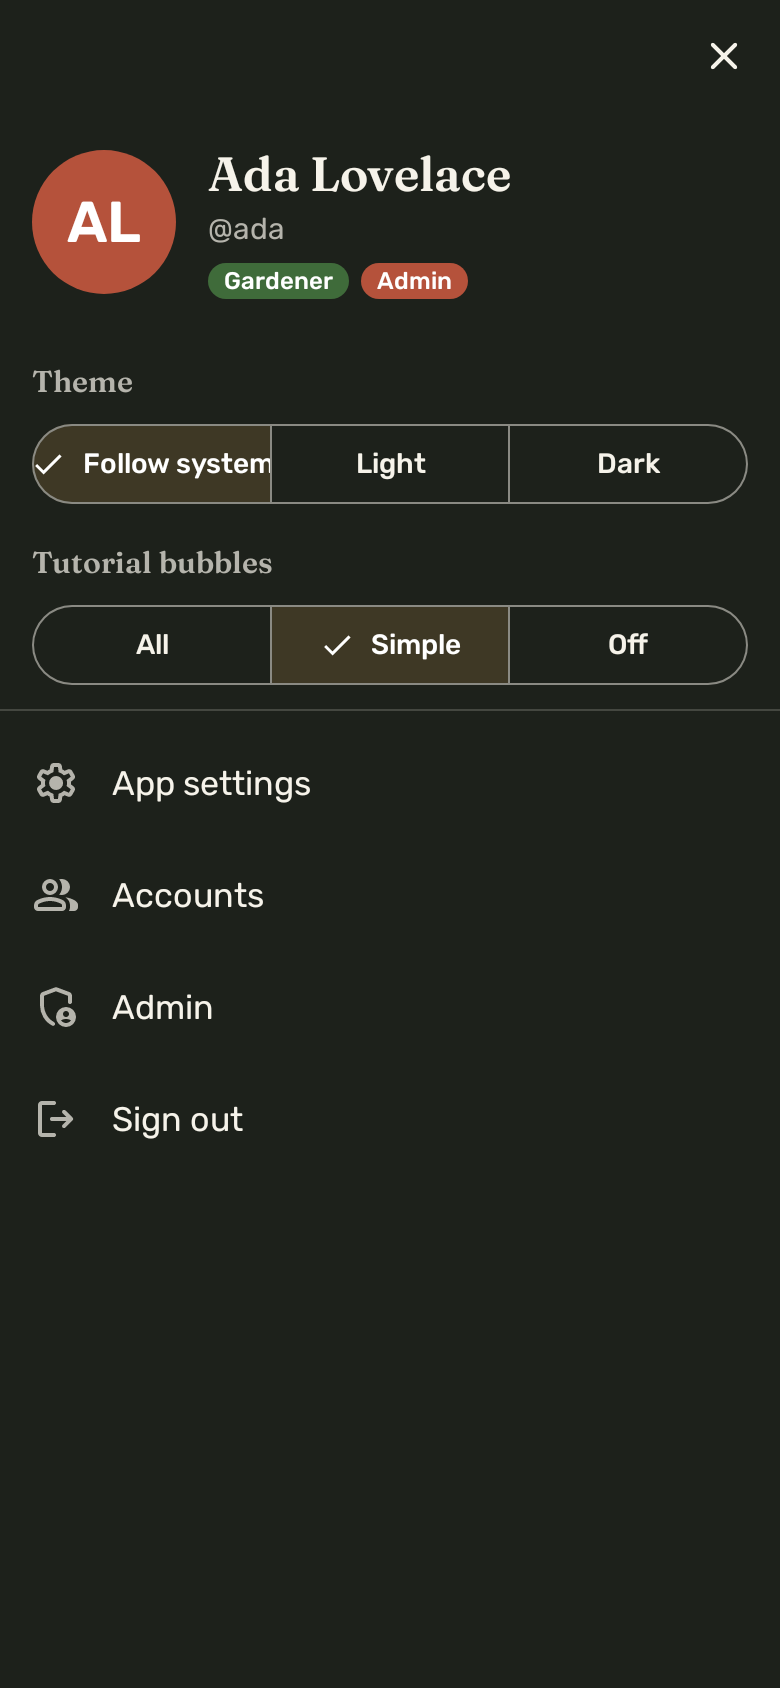 AL
Ada Lovelace
@ada
Gardener Admin
Theme
Follow system Light Dark
Tutorial bubbles
All Simple Off
App settings
Accounts
Admin
Sign out